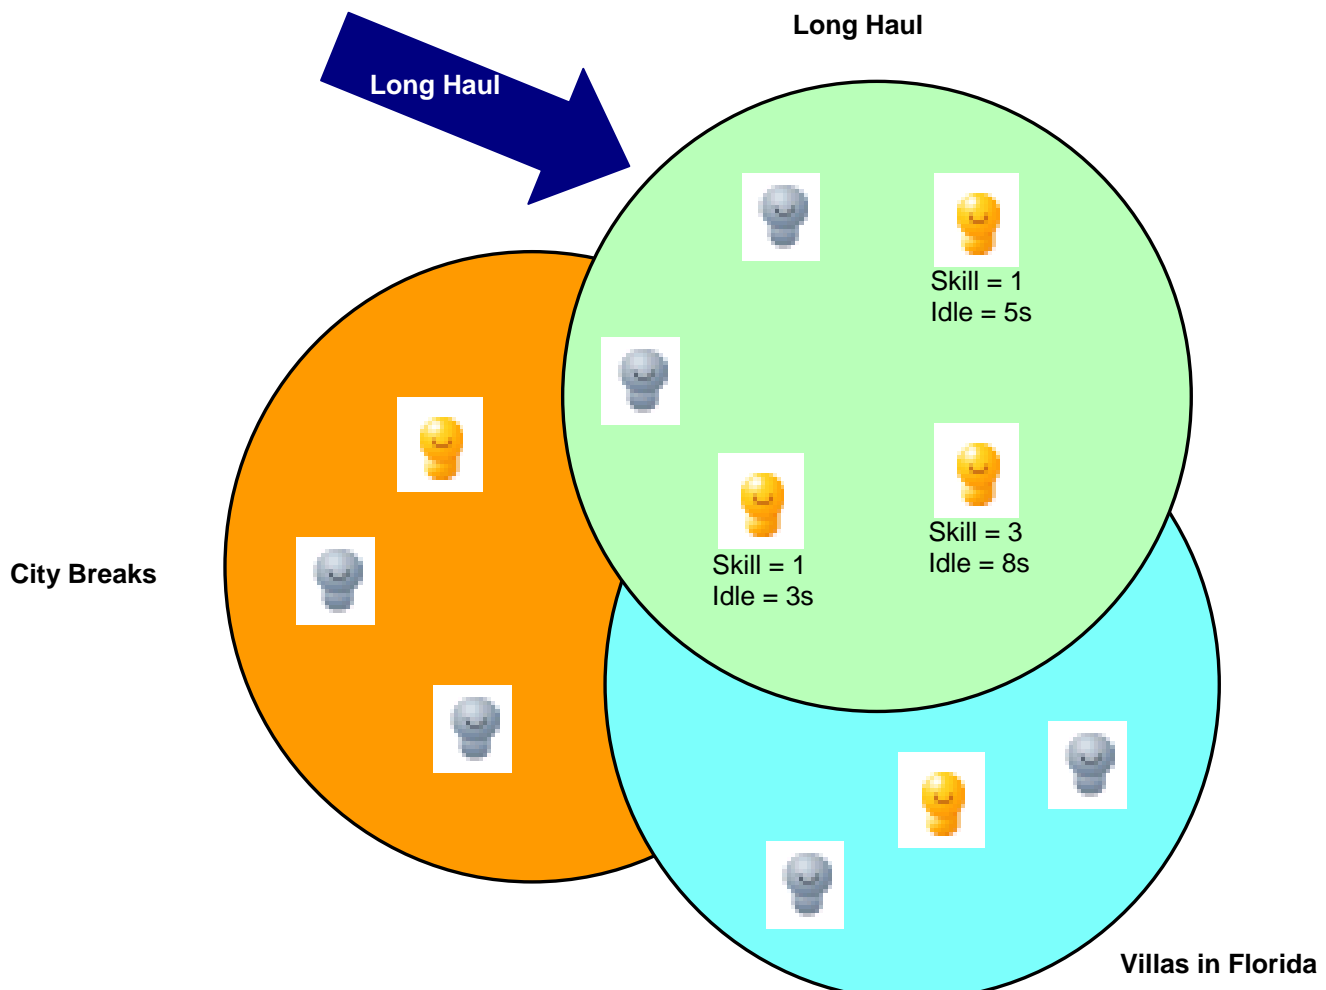 Long Haul
Long Haul
Skill = 1
Idle = 5s
Skill = 3
Idle = 8s
Skill = 1
Idle = 3s
City Breaks
Villas in Florida